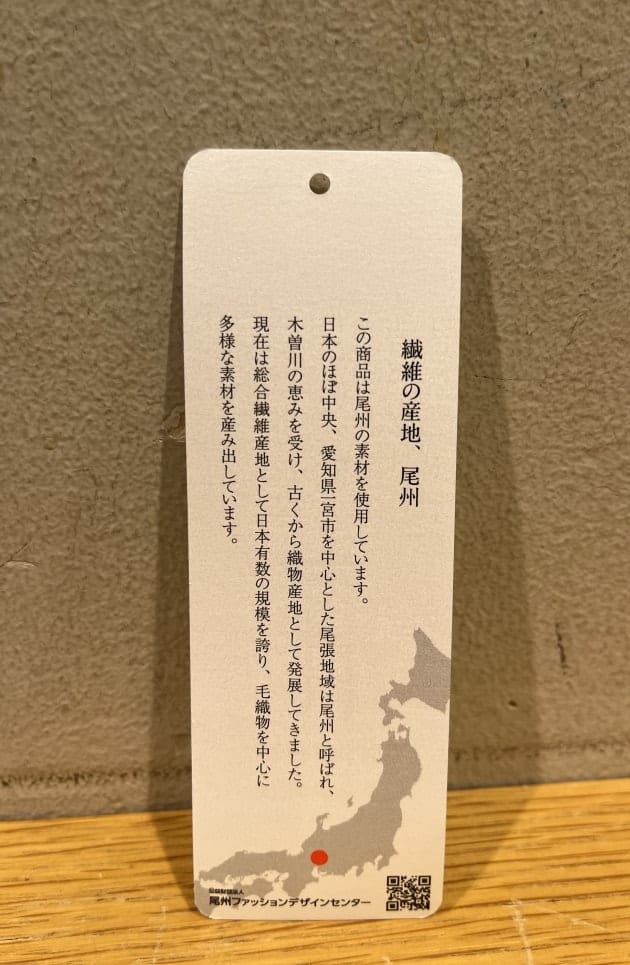 繊維の産地、尾州
この商品は尾州の素材を使用しています。
日本のほぼ中央、愛知県一宮市を中心とした尾張地域は尾州と呼ばれ、
木曽川の恵みを受け、古くから織物産地として発展してきました。
現在は総合繊維産地として日本有数の規模を誇り、毛織物を中心に
多様な素材を産み出しています。
公益財団法人
尾州ファッションデザインセンター